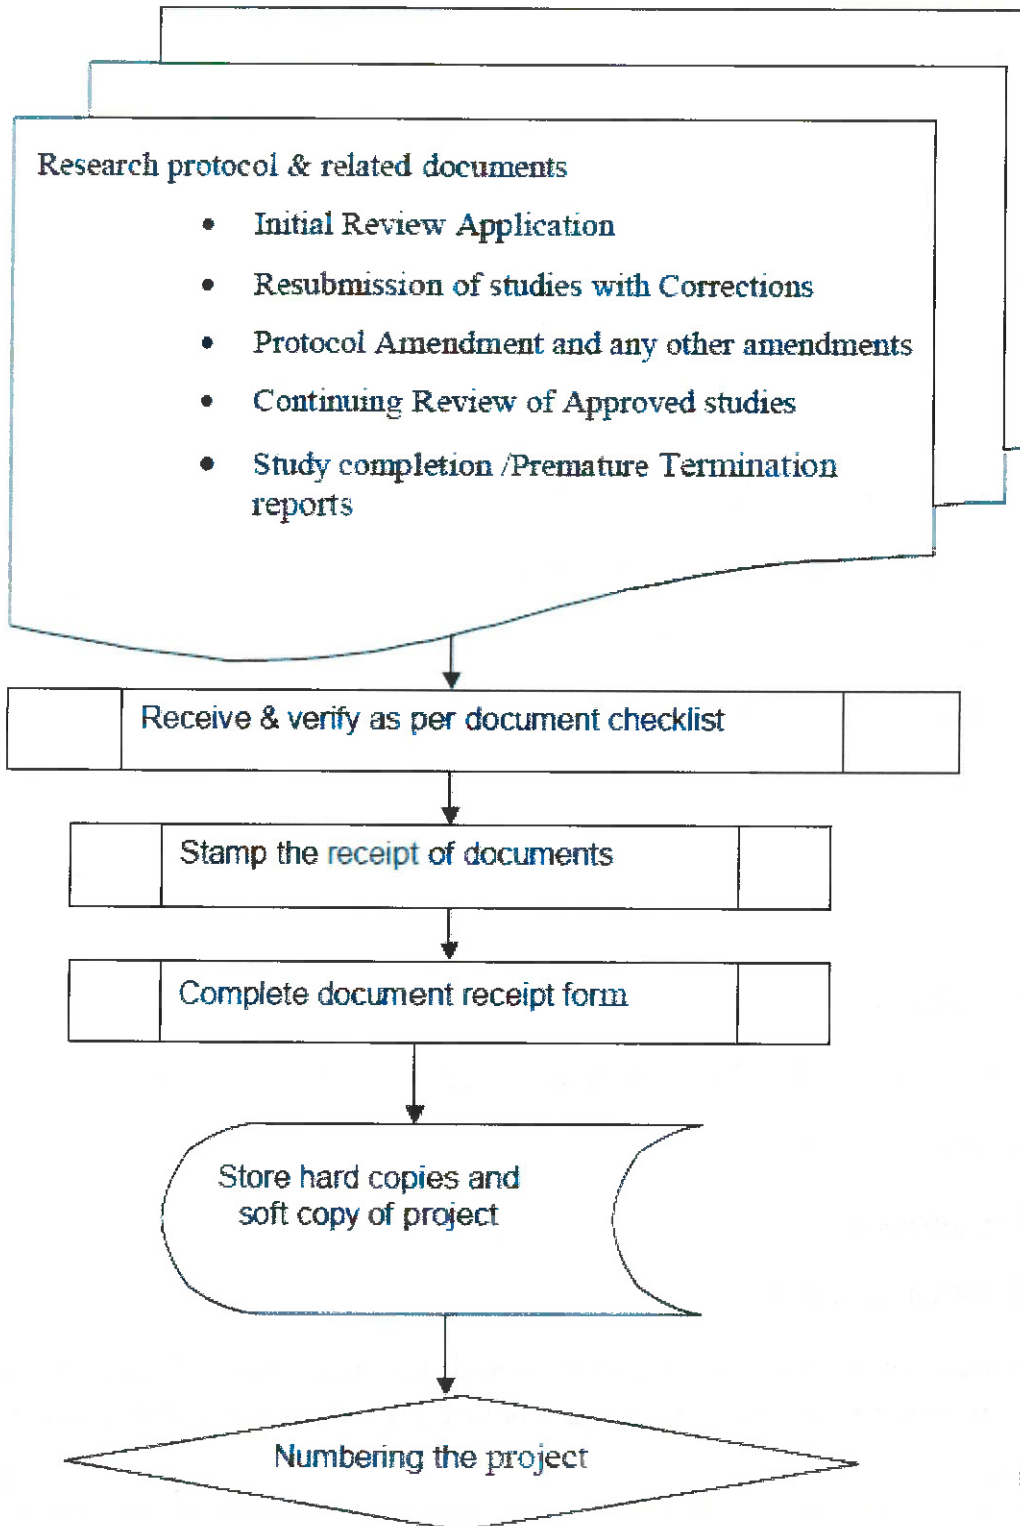 Research protocol & related documents
• Initial Review Application
• Resubmission of studies with Corrections
• Protocol Amendment and any other amendments
• Continuing Review of Approved studies
• Study completion /Premature Termination
reports
Receive & verify as per document checklist
Stamp the receipt of documents
Complete document receipt form
Store hard copies and
soft copy of project
Numbering the project